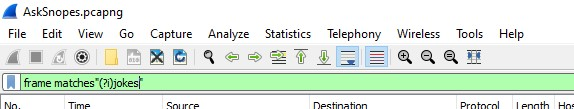 AskSnopes.pcapng
File Edit View Go Capture Analyze Statistics Telephony Wireless Tools Help
frame matches"(?i)jokes"
No. Time Source Destination Protocol Length Hos